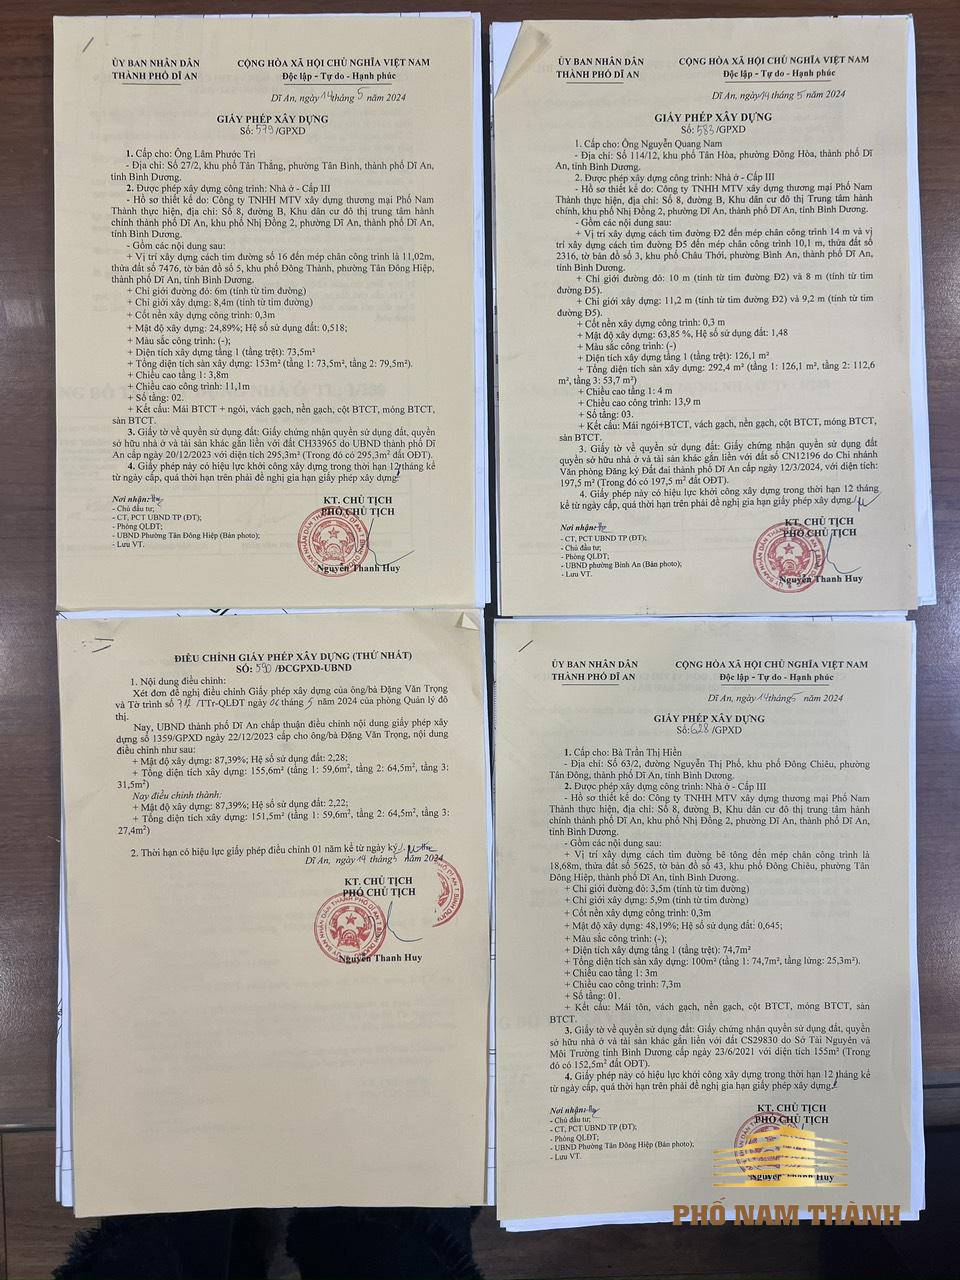 ỦY BAN NHÂN DÂN
THÀNH PHỐ DĨ AN
CỘNG HÒA XÃ HỘI CHỦ NGHĨA VIỆT NAM
Độc lập - Tự do - Hạnh phúc
Dĩ An, ngày 14 tháng 5 năm 2024
GIẤY PHÉP XÂY DỰNG
Số: 579/GPXD
1. Cấp cho: Ông Lâm Phước Trí
- Địa chỉ: Số 27/2, khu phố Tân Thắng, phường Tân Bình, thành phố Dĩ An,
tỉnh Bình Dương.
2. Được phép xây dựng công trình: Nhà ở - Cấp III
- Hồ sơ thiết kế do: Công ty TNHH MTV xây dựng thương mại Phố Nam
Thành thực hiện, địa chỉ: Số 8, đường B, Khu dân cư đô thị trung tâm hành
chính thành phố Dĩ An, khu phố Nhị Đồng 2, phường Dĩ An, thành phố Dĩ An,
tỉnh Bình Dương.
- Gồm các nội dung sau:
+ Vị trí xây dựng cách tim đường số 16 đến mép chân công trình là 11,02m,
thửa đất số 7476, tờ bản đồ số 5, khu phố Đông Thành, phường Tân Đông Hiệp,
thành phố Dĩ An, tỉnh Bình Dương.
+ Chỉ giới đường đỏ: 6m (tính từ tim đường)
+ Chỉ giới xây dựng: 8,4m (tính từ tim đường)
+ Cốt nền xây dựng công trình: 0,3m
+ Mật độ xây dựng: 24,89%; Hệ số sử dụng đất: 0,518;
+ Màu sắc công trình: (-);
+ Diện tích xây dựng tầng 1 (tầng trệt): 73,5m²
+ Tổng diện tích sàn xây dựng: 153m² (tầng 1: 73,5m², tầng 2: 79,5m²).
+ Chiều cao tầng 1: 3,8m
+ Chiều cao công trình: 11,1m
+ Số tầng: 02.
+ Kết cấu: Mái BTCT + ngói, vách gạch, nền gạch, cột BTCT, móng BTCT,
sàn BTCT.
3. Giấy tờ về quyền sử dụng đất: Giấy chứng nhận quyền sử dụng đất, quyền
sở hữu nhà ở và tài sản khác gắn liền với đất CH33965 do UBND thành phố Dĩ
An cấp ngày 20/12/2023 với diện tích 295,3m² (Trong đó có 295,3m² đất ODT).
4. Giấy phép này có hiệu lực khởi công xây dựng trong thời hạn 12 tháng kể
từ ngày cấp, quá thời hạn trên phải đề nghị gia hạn giấy phép xây dựng.
Nơi nhận:
- Chủ đầu tư;
- CT, PCT UBND TP (ĐT);
- Phòng QLĐT;
- UBND Phường Tân Đông Hiệp (Bản photo);
- Lưu VT.
KT. CHỦ TỊCH
PHÓ CHỦ TỊCH
Nguyễn Thanh Huy
ỦY BAN NHÂN DÂN
THÀNH PHỐ DĨ AN
CỘNG HÒA XÃ HỘI CHỦ NGHĨA VIỆT NAM
Độc lập - Tự do - Hạnh phúc
Dĩ An, ngày 14 tháng 5 năm 2024
GIẤY PHÉP XÂY DỰNG
Số: 583/GPXD
1. Cấp cho: Ông Nguyễn Quang Nam
- Địa chỉ: Số 114/12, khu phố Tân Hòa, phường Đông Hòa, thành phố Dĩ
An, tỉnh Bình Dương.
2. Được phép xây dựng công trình: Nhà ở - Cấp III
- Hồ sơ thiết kế do: Công ty TNHH MTV xây dựng thương mại Phố Nam
Thành thực hiện, địa chỉ: Số 8, đường B, Khu dân cư đô thị Trung tâm hành
chính, khu phố Nhị Đồng 2, phường Dĩ An, thành phố Dĩ An, tỉnh Bình Dương.
- Gồm các nội dung sau:
+ Vị trí xây dựng cách tim đường Đ2 đến mép chân công trình 14 m và vị
trí xây dựng cách tim đường Đ5 đến mép chân công trình 10,1 m, thửa đất số
2316, tờ bản đồ số 3, khu phố Châu Thới, phường Bình An, thành phố Dĩ An,
tỉnh Bình Dương.
+ Chỉ giới đường đỏ: 10 m (tính từ tim đường Đ2) và 8 m (tính từ tim
đường Đ5).
+ Chỉ giới xây dựng: 11,2 m (tính từ tim đường Đ2) và 9,2 m (tính từ tim
đường Đ5).
+ Cốt nền xây dựng công trình: 0,3 m
+ Mật độ xây dựng: 63,85 %, Hệ số sử dụng đất: 1,48
+ Màu sắc công trình: (-)
+ Diện tích xây dựng tầng 1 (tầng trệt): 126,1 m²
+ Tổng diện tích sàn xây dựng: 292,4 m² (tầng 1: 126,1 m², tầng 2: 112,6
m², tầng 3: 53,7 m²)
+ Chiều cao tầng 1: 4 m
+ Chiều cao công trình: 13,9 m
+ Số tầng: 03.
+ Kết cấu: Mái ngói+BTCT, vách gạch, nền gạch, cột BTCT, móng BTCT,
sàn BTCT.
3. Giấy tờ về quyền sử dụng đất: Giấy chứng nhận quyền sử dụng đất
quyền sở hữu nhà ở và tài sản khác gắn liền với đất số CN12196 do Chi nhánh
Văn phòng Đăng ký Đất đai thành phố Dĩ An cấp ngày 12/3/2024, với diện tích:
197,5 m² (Trong đó có 197,5 m² đất ODT).
4. Giấy phép này có hiệu lực khởi công xây dựng trong thời hạn 12 tháng
kể từ ngày cấp, quá thời hạn trên phải đề nghị gia hạn giấy phép xây dựng.
Nơi nhận:
- CT, PCT UBND TP (ĐT);
- Chủ đầu tư;
- Phòng QLĐT;
- UBND phường Bình An (Bản photo);
- Lưu VT.
KT. CHỦ TỊCH
PHÓ CHỦ TỊCH
Nguyễn Thanh Huy
ĐIỀU CHỈNH GIẤY PHÉP XÂY DỰNG (THỨ NHẤT)
SỐ: 590/ĐCGPXD-UBND
1. Nội dung điều chỉnh:
Xét đơn đề nghị điều chỉnh Giấy phép xây dựng của ông/bà Đặng Văn Trọng
và Tờ trình số /TTr-QLĐT ngày 06 tháng 5 năm 2024 của phòng Quản lý đô
thị.
Nay, UBND thành phố Dĩ An chấp thuận điều chỉnh nội dung giấy phép xây
dựng số 1359/GPXD ngày 22/12/2023 cấp cho ông/bà Đặng Văn Trọng, nội dung
điều chỉnh như sau:
+ Mật độ xây dựng: 87,39%; Hệ số sử dụng đất: 2,28;
+ Tổng diện tích xây dựng: 155,6m² (tầng 1: 59,6m², tầng 2: 64,5m², tầng 3:
31,5m²)
Nay điều chỉnh thành:
+ Mật độ xây dựng: 87,39%; Hệ số sử dụng đất: 2,22;
+ Tổng diện tích xây dựng: 151,5m² (tầng 1: 59,6m², tầng 2: 64,5m², tầng 3:
27,4m²)
2. Thời hạn có hiệu lực giấy phép điều chỉnh 01 năm kể từ ngày ký
Dĩ An, ngày 14 tháng 5 năm 2024
KT. CHỦ TỊCH
PHÓ CHỦ TỊCH
Nguyễn Thanh Huy
ỦY BAN NHÂN DÂN
THÀNH PHỐ DĨ AN
CỘNG HÒA XÃ HỘI CHỦ NGHĨA VIỆT NAM
Độc lập - Tự do - Hạnh phúc
Dĩ An, ngày 14 tháng 5 năm 2024
GIẤY PHÉP XÂY DỰNG
Số: 628/GPXD
1. Cấp cho: Bà Trần Thị Hiền
- Địa chỉ: Số 63/2, đường Nguyễn Thị Phố, khu phố Đông Chiêu, phường
Tân Đông, thành phố Dĩ An, tỉnh Bình Dương.
2. Được phép xây dựng công trình: Nhà ở - Cấp III
- Hồ sơ thiết kế do: Công ty TNHH MTV xây dựng thương mại Phố Nam
Thành thực hiện, địa chỉ: Số 8, đường B, Khu dân cư đô thị trung tâm hành
chính thành phố Dĩ An, khu phố Nhị Đồng 2, phường Dĩ An, thành phố Dĩ An,
tỉnh Bình Dương.
- Gồm các nội dung sau:
+ Vị trí xây dựng cách tim đường bê tông đến mép chân công trình là
18,68m, thửa đất số 5625, tờ bản đồ số 43, khu phố Đông Chiêu, phường Tân
Đông Hiệp, thành phố Dĩ An, tỉnh Bình Dương.
+ Chỉ giới đường đỏ: 3,5m (tính từ tim đường)
+ Chỉ giới xây dựng: 5,9m (tính từ tim đường)
+ Cốt nền xây dựng công trình: 0,3m
+ Mật độ xây dựng: 48,19%; Hệ số sử dụng đất: 0,645;
+ Màu sắc công trình: (-);
+ Diện tích xây dựng tầng 1 (tầng trệt): 74,7m²
+ Tổng diện tích sàn xây dựng: 100m² (tầng 1: 74,7m², tầng lửng: 25,3m²).
+ Chiều cao tầng 1: 3m
+ Chiều cao công trình: 7,3m
+ Số tầng: 01.
+ Kết cấu: Mái tôn, vách gạch, nền gạch, cột BTCT, móng BTCT, sàn
BTCT.
3. Giấy tờ về quyền sử dụng đất: Giấy chứng nhận quyền sử dụng đất, quyền
sở hữu nhà ở và tài sản khác gắn liền với đất CS29830 do Sở Tài Nguyên và
Môi Trường tỉnh Bình Dương cấp ngày 23/6/2021 với diện tích 155m² (Trong
đó có 152,5m² đất ODT).
4. Giấy phép này có hiệu lực khởi công xây dựng trong thời hạn 12 tháng kể
từ ngày cấp, quá thời hạn trên phải đề nghị gia hạn giấy phép xây dựng.
Nơi nhận:
- Chủ đầu tư;
- CT, PCT UBND TP (ĐT);
- Phòng QLĐT;
- UBND Phường Tân Đông Hiệp (Bản photo);
- Lưu VT.
KT. CHỦ TỊCH
PHÓ CHỦ TỊCH
Nguyễn Thanh Huy
PHỐ NAM THÀNH